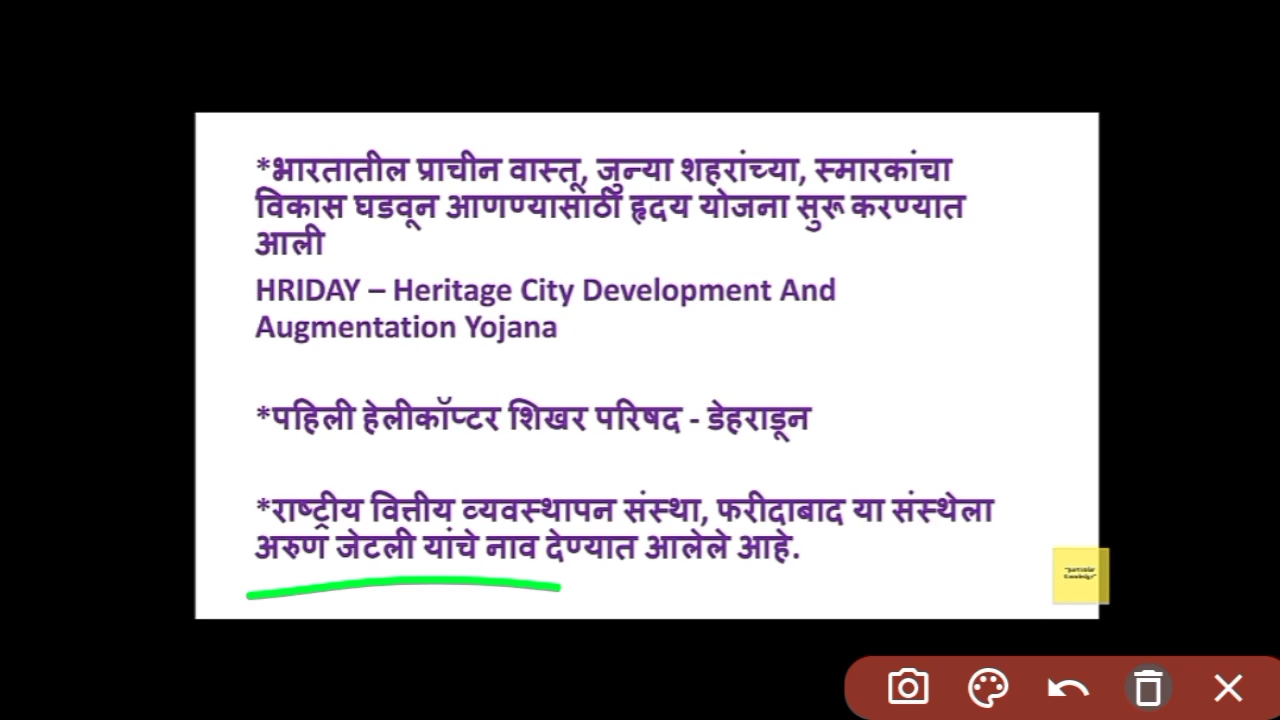 *भारतातील प्राचीन वास्तू, जुन्या शहरांच्या, स्मारकांचा
विकास घडवून आणण्यासाठी हृदय योजना सुरू करण्यात
आली
HRIDAY – Heritage City Development And
Augmentation Yojana
*पहिली हेलीकॉप्टर शिखर परिषद - डेहराडून
*राष्ट्रीय वित्तीय व्यवस्थापन संस्था, फरीदाबाद या संस्थेला
अरुण जेटली यांचे नाव देण्यात आलेले आहे.
Knowledge"